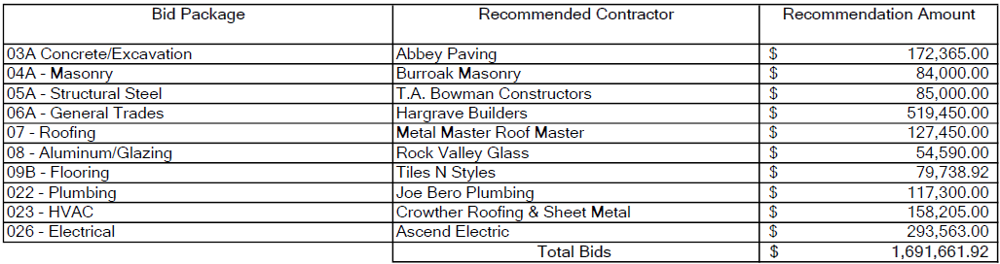 Bid Package Recommended Contractor Recommendation Amount
03A Concrete/Excavation Abbey Paving $ 172,365.00
04A - Masonry Burroak Masonry $ 84,000.00
05A - Structural Steel T.A. Bowman Constructors $ 85,000.00
06A - General Trades Hargrave Builders $ 519,450.00
07 - Roofing Metal Master Roof Master $ 127,450.00
08 - Aluminum/Glazing Rock Valley Glass $ 54,590.00
09B - Flooring Tiles N Styles $ 79,738.92
022 - Plumbing Joe Bero Plumbing $ 117,300.00
023 - HVAC Crowther Roofing & Sheet Metal $ 158,205.00
026 - Electrical Ascend Electric $ 293,563.00
Total Bids $ 1,691,661.92